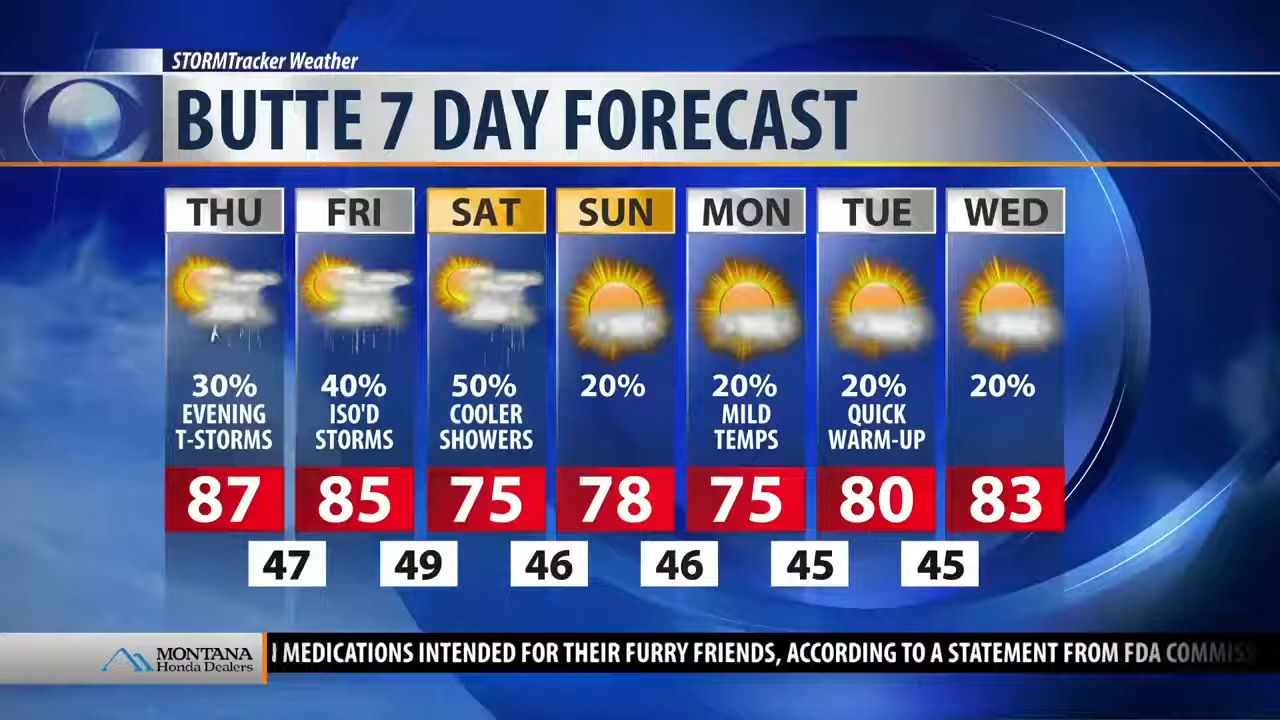 STORMTracker Weather
BUTTE 7 DAY FORECAST
THU FRI SAT SUN MON TUE WED
30% 40% 50% 20% 20% 20% 20%
EVENING ISO'D COOLER MILD QUICK
T-STORMS STORMS SHOWERS TEMPS WARM-UP
87 85 75 78 75 80 83
47 49 46 46 45 45
MONTANA
Honda Dealers
MEDICATIONS INTENDED FOR THEIR FURRY FRIENDS, ACCORDING TO A STATEMENT FROM FDA COMMISS